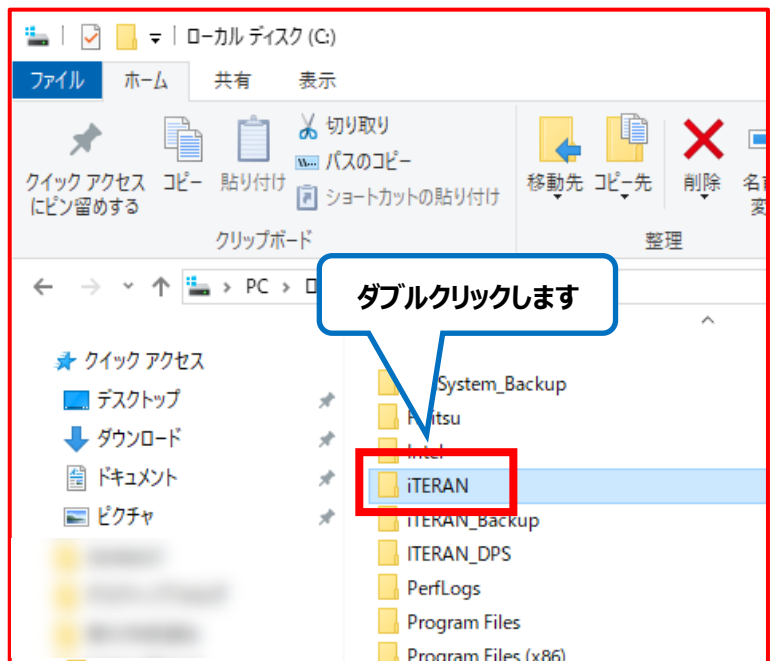 ローカル ディスク (C:)
ファイル ホーム 共有 表示
切り取り
パスのコピー
ショートカットの貼り付け
クイック アクセス
にピン留めする
コピー
貼り付け
移動先
コピー先
削除
クリップボード
整理
PC
ダブルクリックします
クイック アクセス
デスクトップ
ダウンロード
ドキュメント
ピクチャ
System_Backup
Intel
iTERAN
iTERAN_Backup
ITERAN_DPS
PerfLogs
Program Files
Program Files (x86)